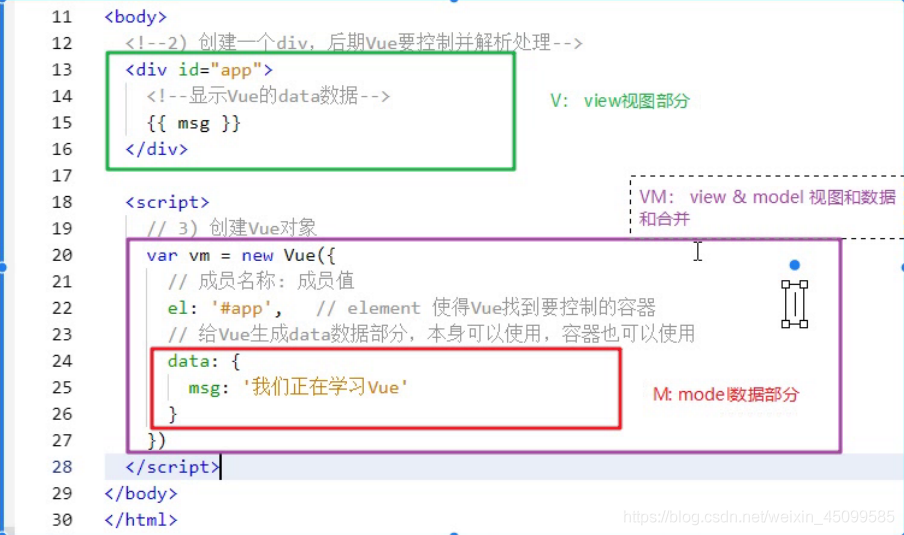 11 <body>
12 <!--2) 创建一个div，后期Vue要控制并解析处理-->
13 <div id="app">
14 <!--显示Vue的data数据-->
V： view视图部分
15 {{ msg }}
16 </div>
17
18 <script>
VM： view & model 视图和数据
和合并
19 // 3) 创建Vue对象
20 var vm = new Vue({
21 // 成员名称: 成员值
22 el: '#app', // element 使得Vue找到要控制的容器
23 // 给Vue生成data数据部分，本身可以使用，容器也可以使用
24 data: {
25 msg: '我们正在学习Vue'
M: model数据部分
26 }
27 })
28 </script>
29 </body>
30 </html>
https://blog.csdn.net/weixin_45099585